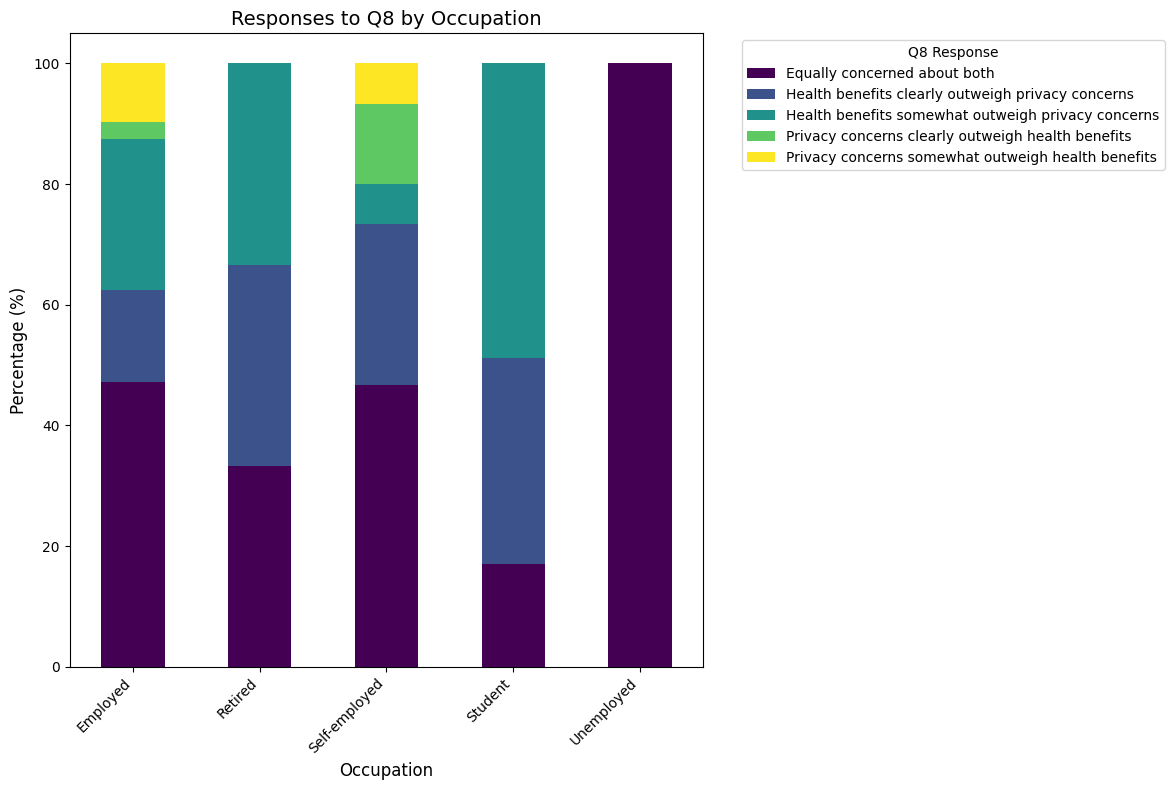 Responses to Q8 by Occupation
Q8 Response
Equally concerned about both
Health benefits clearly outweigh privacy concerns
Health benefits somewhat outweigh privacy concerns
Privacy concerns clearly outweigh health benefits
Privacy concerns somewhat outweigh health benefits
Percentage (%)
100
80
60
40
20
0
Employed
Retired
Self-employed
Student
Unemployed
Occupation